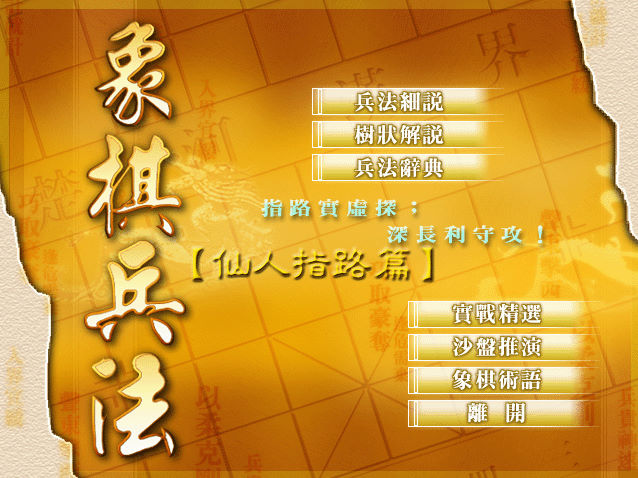 象棋兵法
兵法細説
樹狀解説
兵法辭典
指路實虛探；
深長利守攻！
【仙人指路篇】
實戰精選
沙盤推演
象棋術語
離開